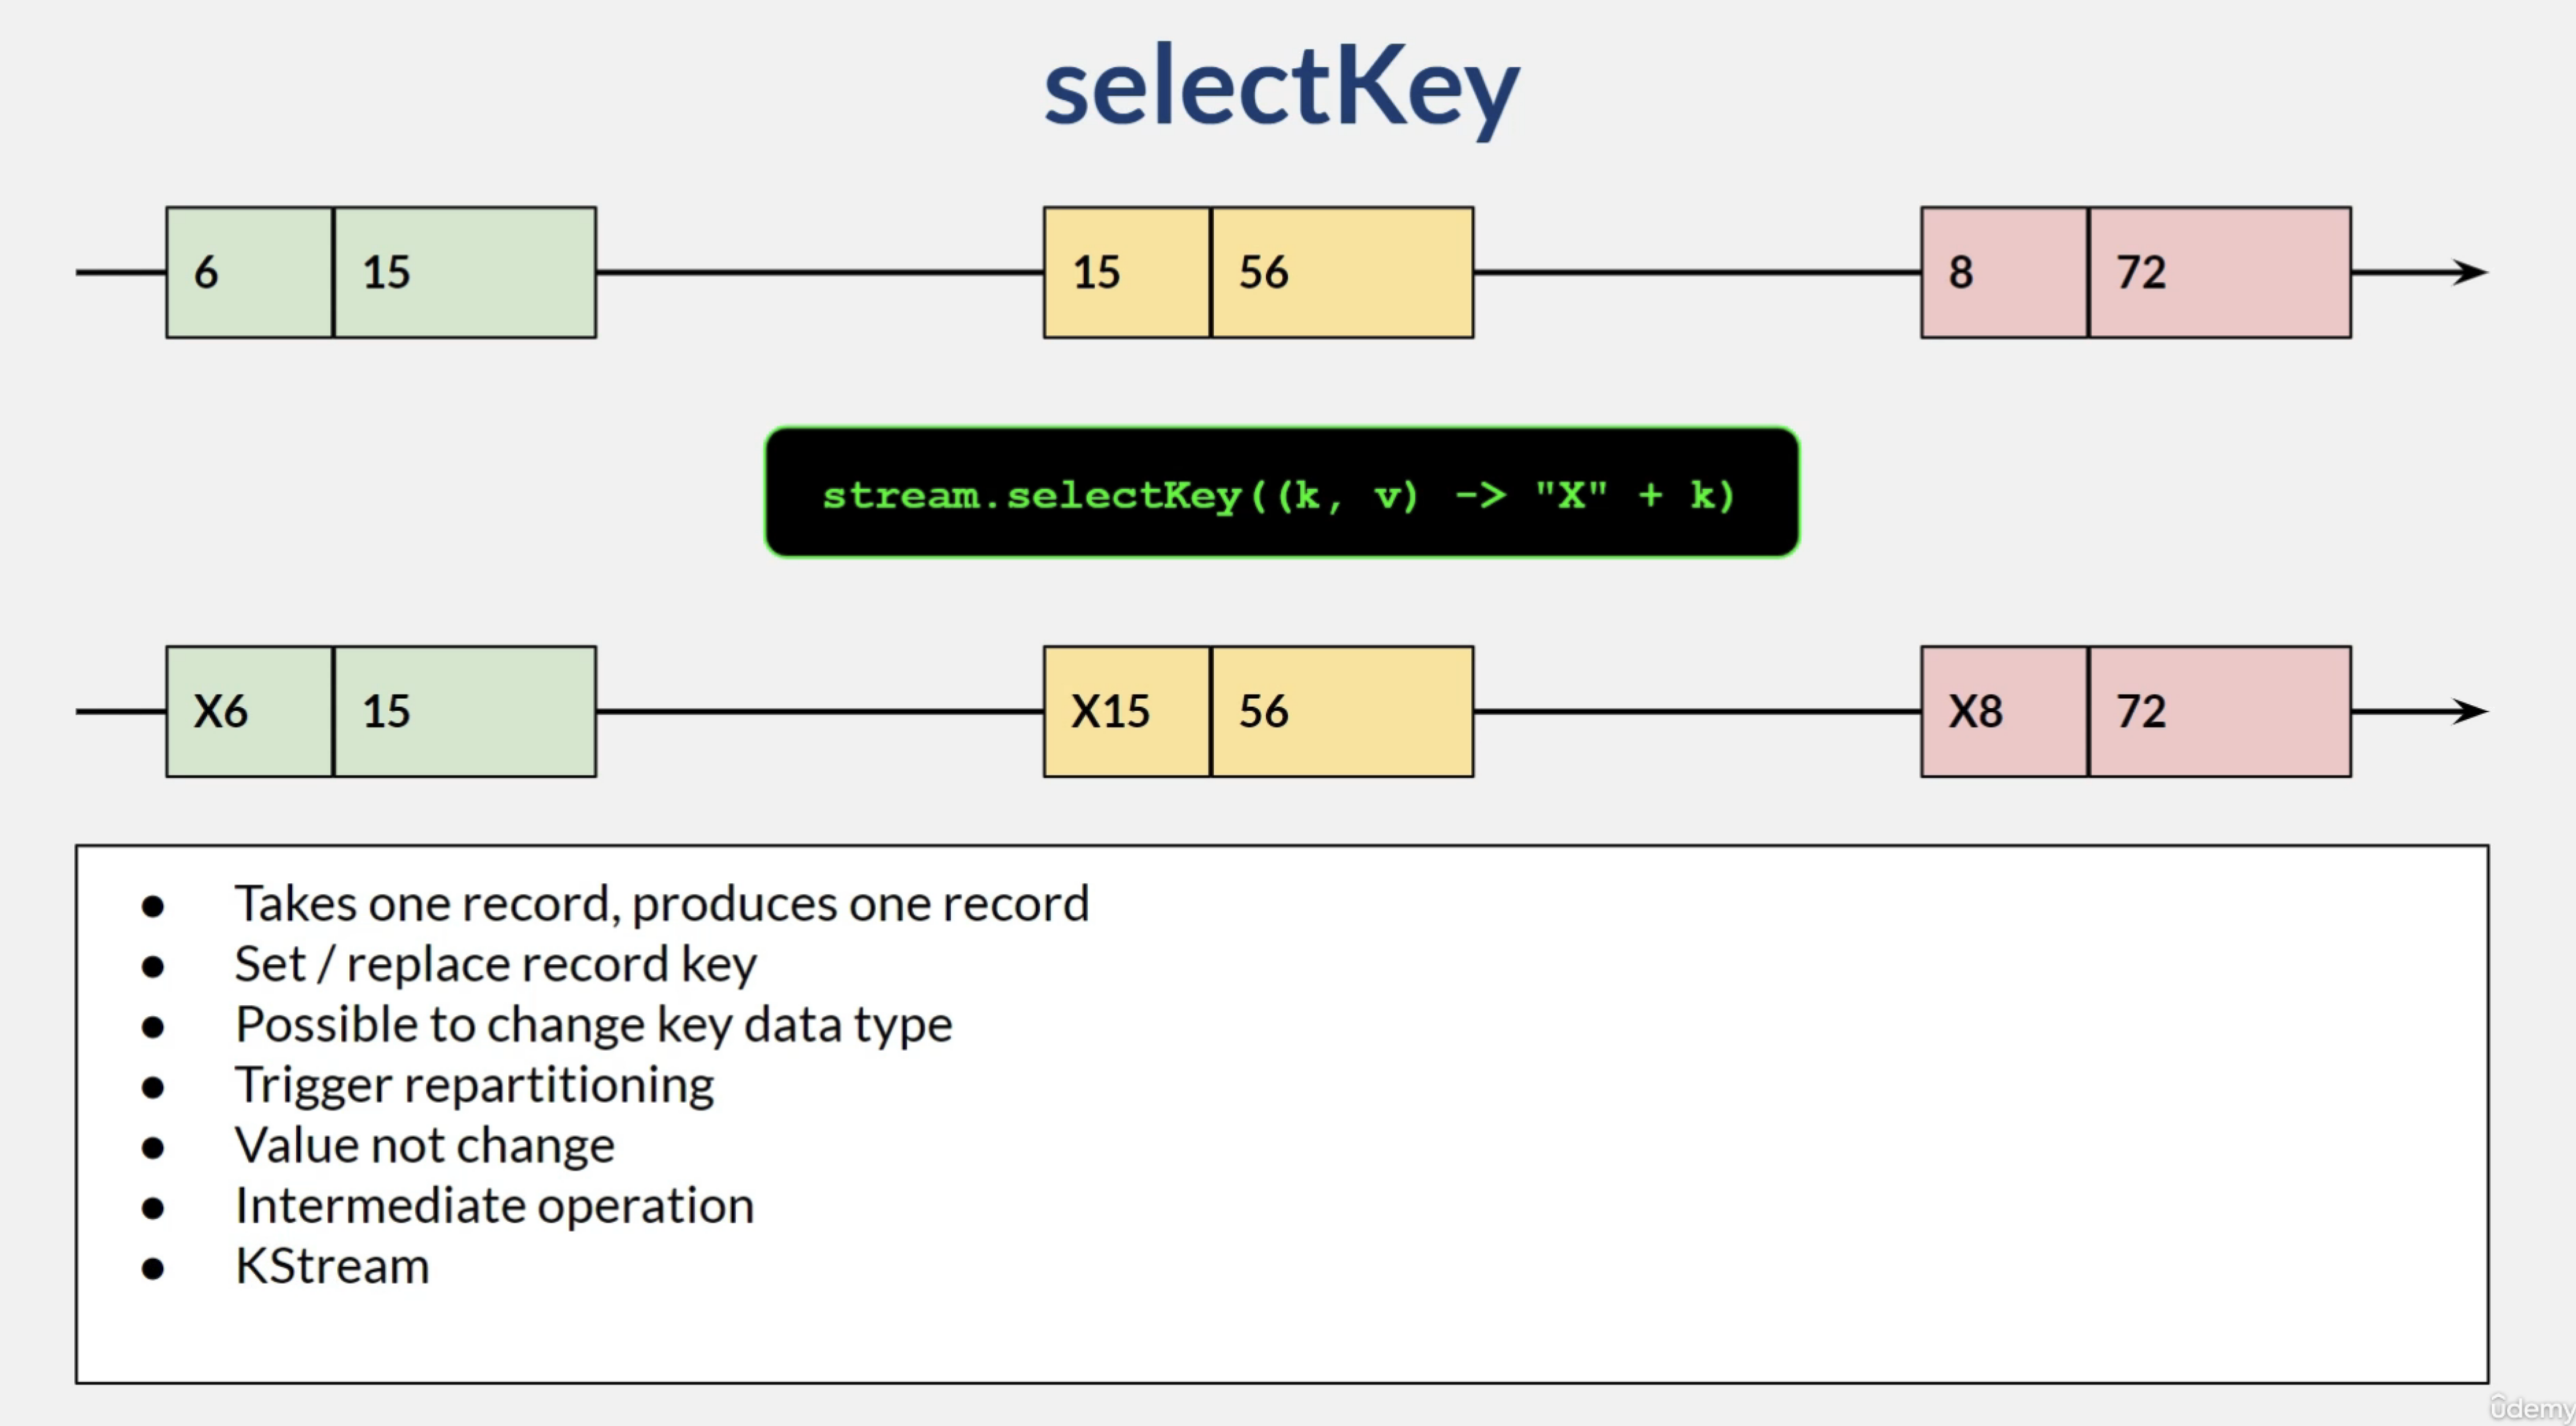 selectKey
6 15 15 56 8 72
stream.selectKey((k, v) -> "X" + k)
X6 15 X15 56 X8 72
● Takes one record, produces one record
● Set / replace record key
● Possible to change key data type
● Trigger repartitioning
● Value not change
● Intermediate operation
● KStream
ûdemy